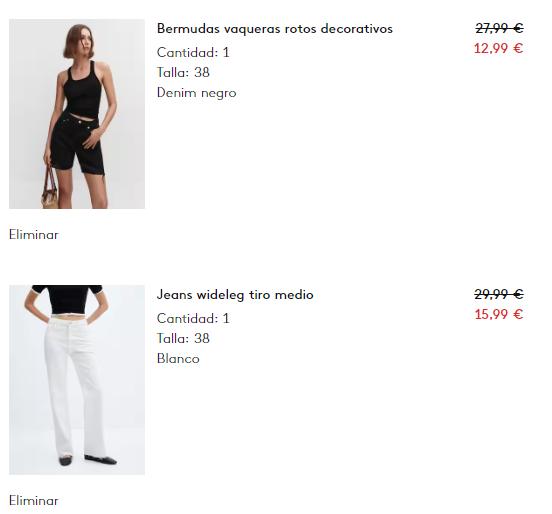 Bermudas vaqueras rotos decorativos
27,99 €
12,99 €
Cantidad: 1
Talla: 38
Denim negro
Eliminar
Jeans wideleg tiro medio
29,99 €
15,99 €
Cantidad: 1
Talla: 38
Blanco
Eliminar